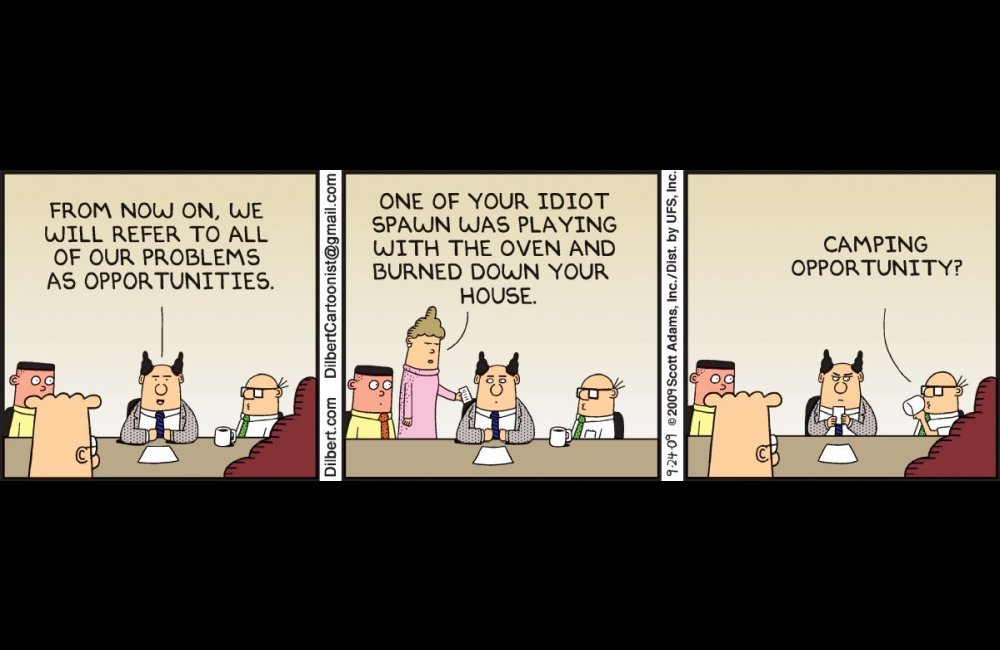 FROM NOW ON, WE
WILL REFER TO ALL
OF OUR PROBLEMS
AS OPPORTUNITIES.
Dilbert.com DilbertCartoonist@gmail.com
ONE OF YOUR IDIOT
SPAWN WAS PLAYING
WITH THE OVEN AND
BURNED DOWN YOUR
HOUSE.
9-24-09 ©2009 Scott Adams, Inc./Dist. by UFS, Inc.
CAMPING
OPPORTUNITY?